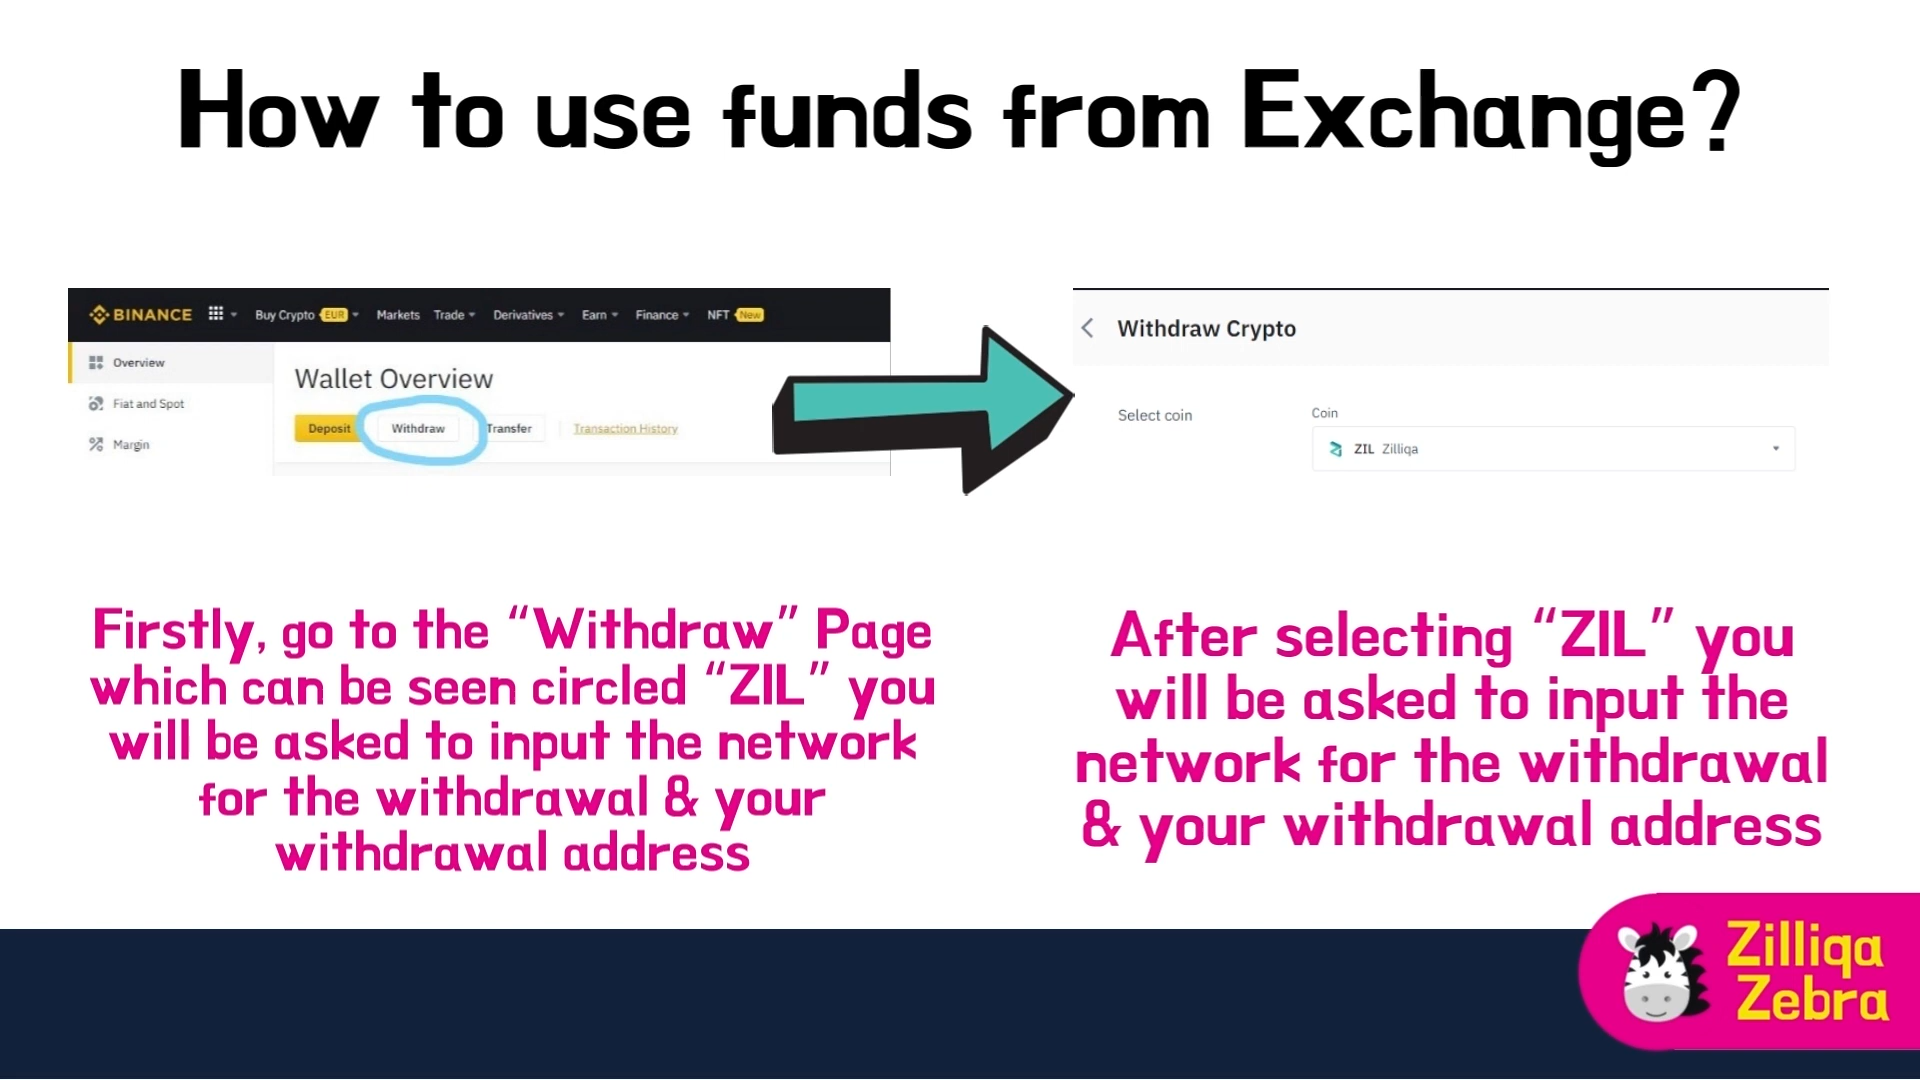 How to use funds from Exchange?
BINANCE Buy Crypto EUR Markets Trade Derivatives Earn Finance NFT New
Overview
Fiat and Spot
Margin
Wallet Overview
Deposit Withdraw Transfer Transaction History
Withdraw Crypto
Select coin
Coin
ZIL Zilliqa
Firstly, go to the “Withdraw” Page
which can be seen circled “ZIL” you
will be asked to input the network
for the withdrawal & your
withdrawal address
After selecting “ZIL” you
will be asked to input the
network for the withdrawal
& your withdrawal address
Zilliqa
Zebra